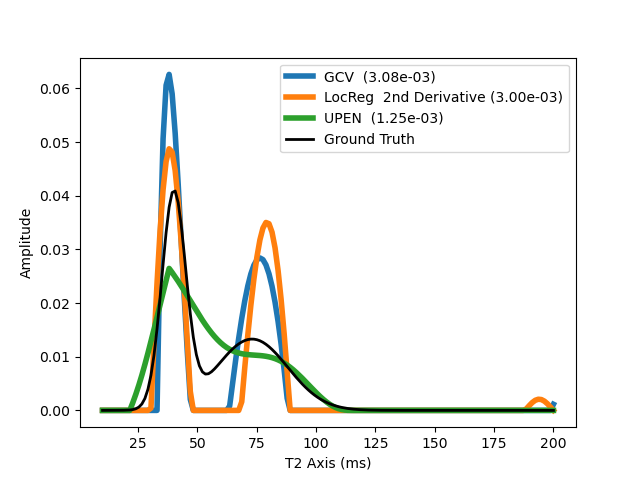 GCV  (3.08e-03)
LocReg  2nd Derivative (3.00e-03)
UPEN  (1.25e-03)
Ground Truth
0.06
0.05
0.04
0.03
0.02
0.01
0.00
Amplitude
25 50 75 100 125 150 175 200
T2 Axis (ms)